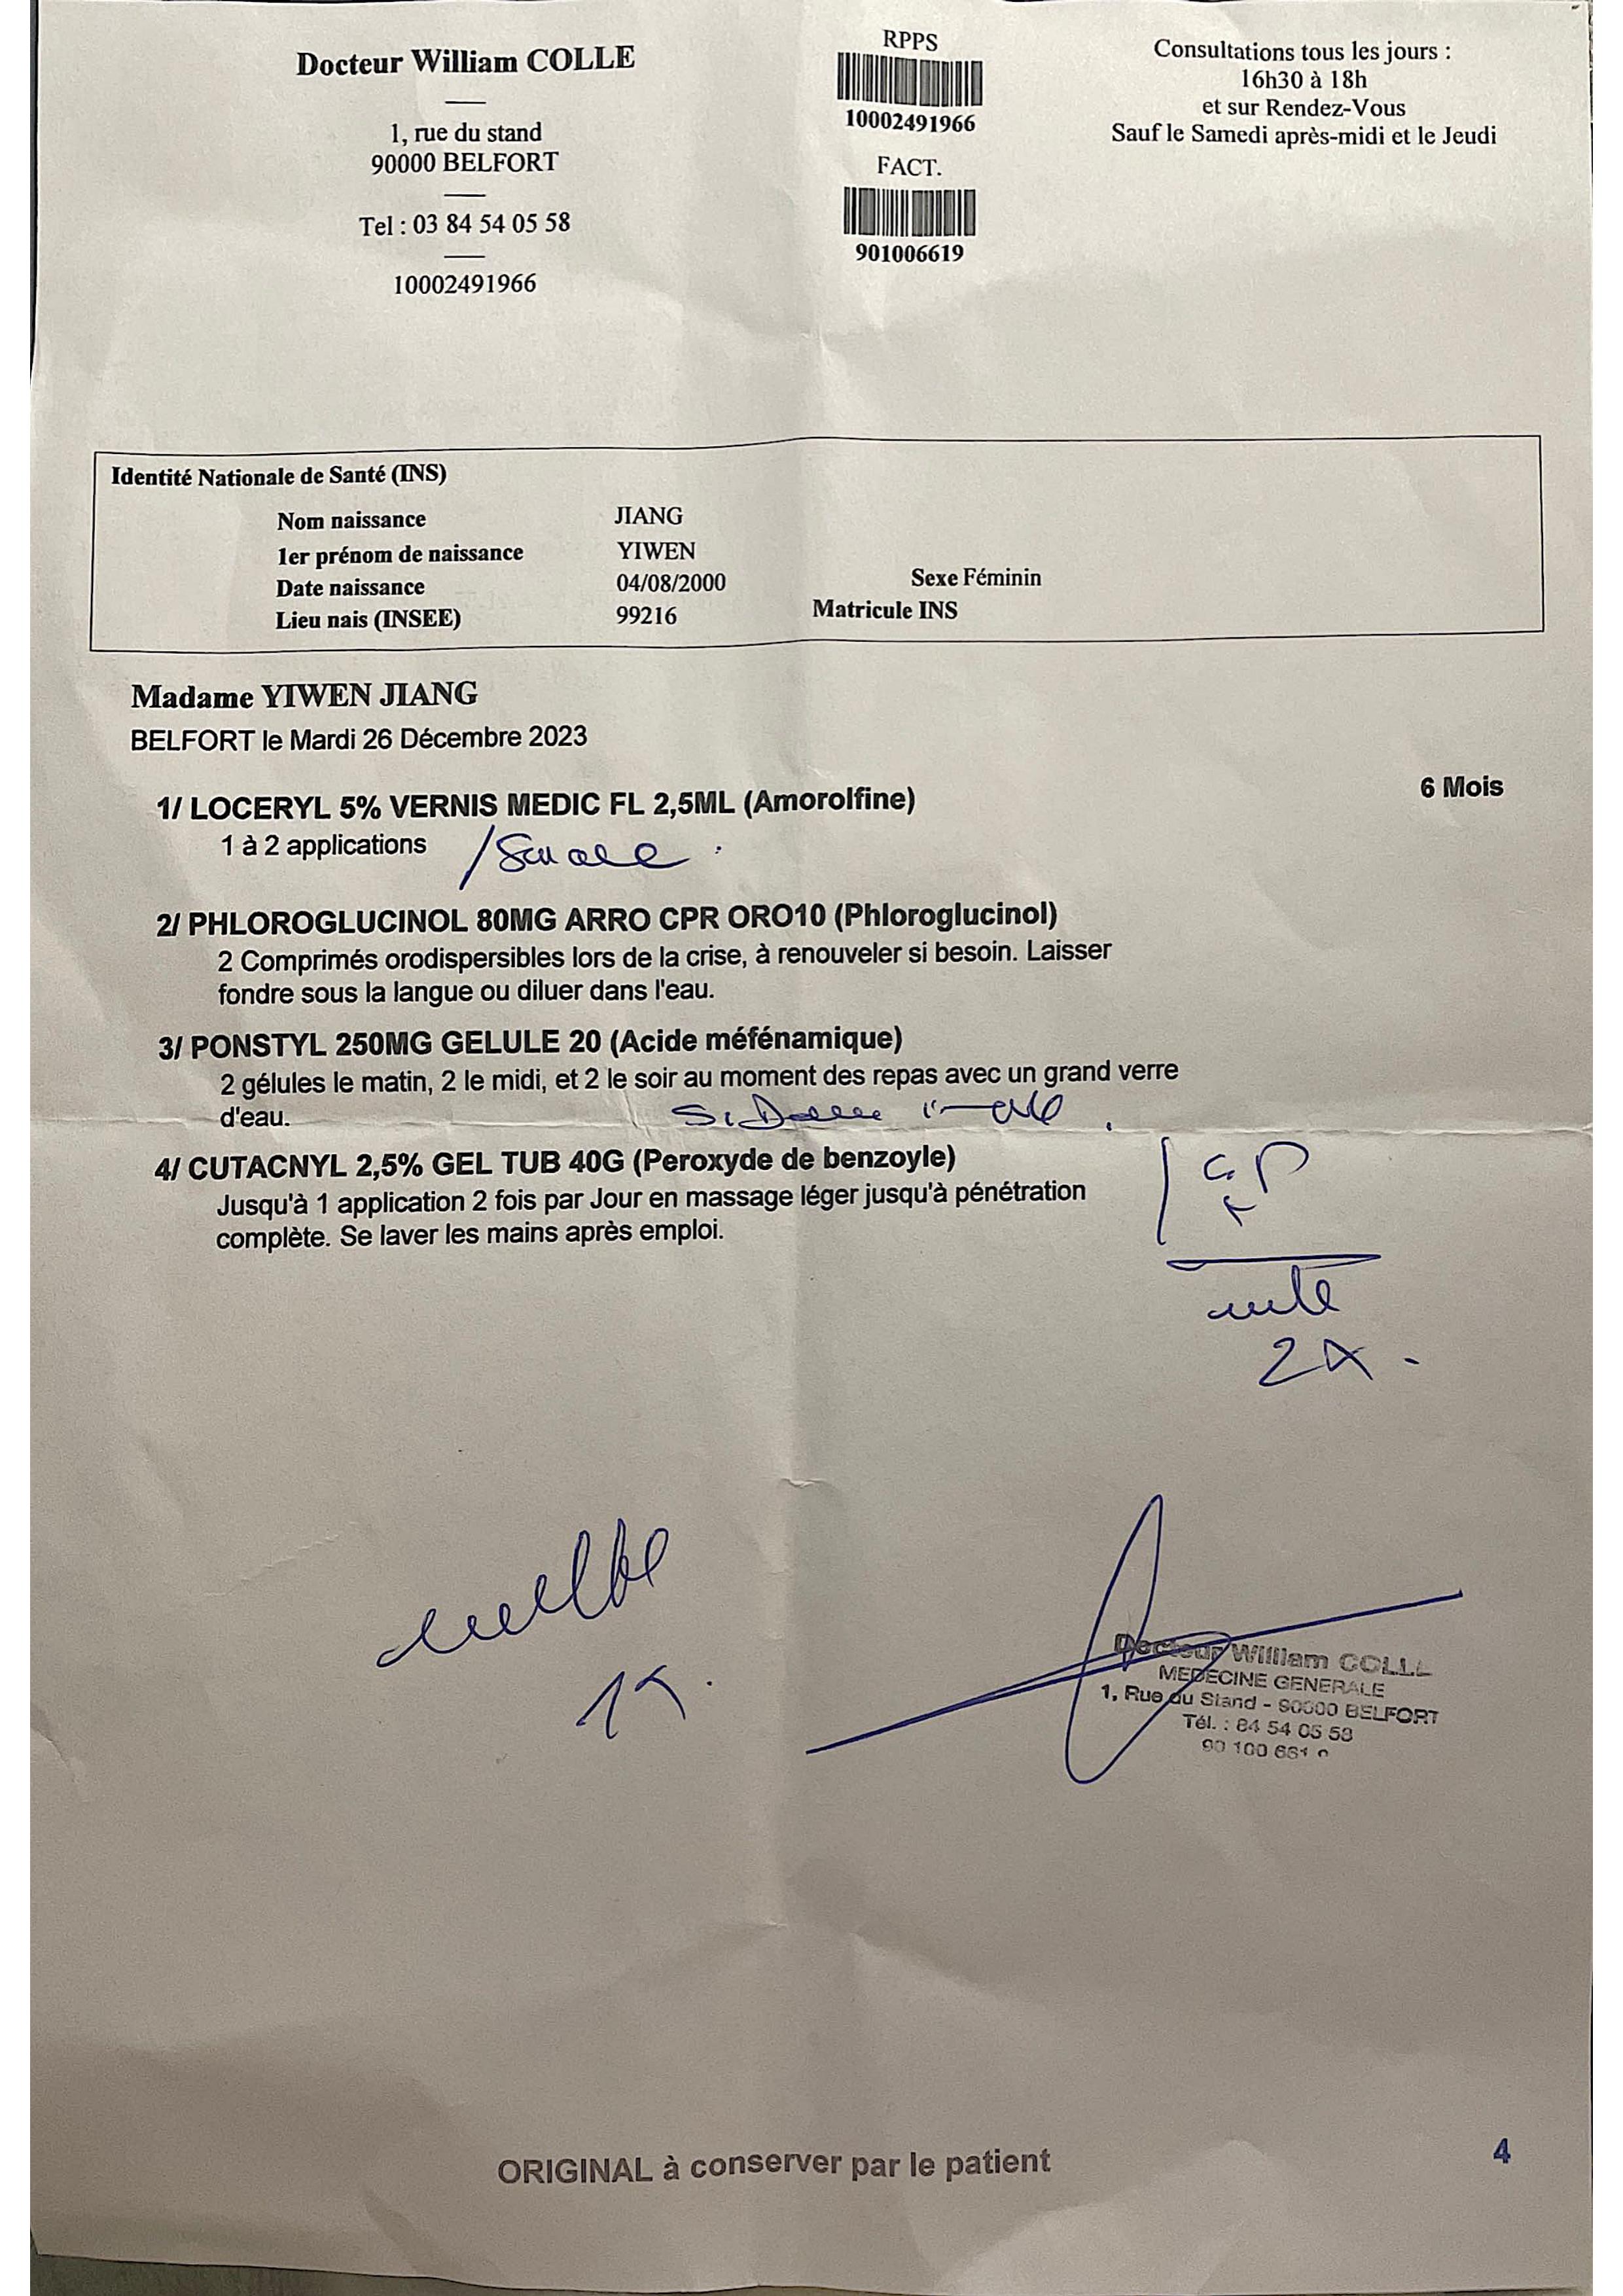 Docteur William COLLE
1, rue du stand
90000 BELFORT
Tel : 03 84 54 05 58
10002491966
RPPS
10002491966
FACT.
901006619
Consultations tous les jours :
16h30 à 18h
et sur Rendez-Vous
Sauf le Samedi après-midi et le Jeudi
Identité Nationale de Santé (INS)
Nom naissance JIANG
1er prénom de naissance YIWEN
Date naissance 04/08/2000 Sexe Féminin
Lieu nais (INSEE) 99216 Matricule INS
Madame YIWEN JIANG
BELFORT le Mardi 26 Décembre 2023
1/ LOCERYL 5% VERNIS MEDIC FL 2,5ML (Amorolfine) 6 Mois
1 à 2 applications
2/ PHLOROGLUCINOL 80MG ARRO CPR ORO10 (Phloroglucinol)
2 Comprimés orodispersibles lors de la crise, à renouveler si besoin. Laisser
fondre sous la langue ou diluer dans l'eau.
3/ PONSTYL 250MG GELULE 20 (Acide méfénamique)
2 gélules le matin, 2 le midi, et 2 le soir au moment des repas avec un grand verre
d'eau.
4/ CUTACNYL 2,5% GEL TUB 40G (Peroxyde de benzoyle)
Jusqu'à 1 application 2 fois par Jour en massage léger jusqu'à pénétration
complète. Se laver les mains après emploi.
Docteur William COLLE
MEDECINE GENERALE
1, Rue du Stand - 90000 BELFORT
Tél. : 84 54 05 58
90 100 661
ORIGINAL à conserver par le patient
4